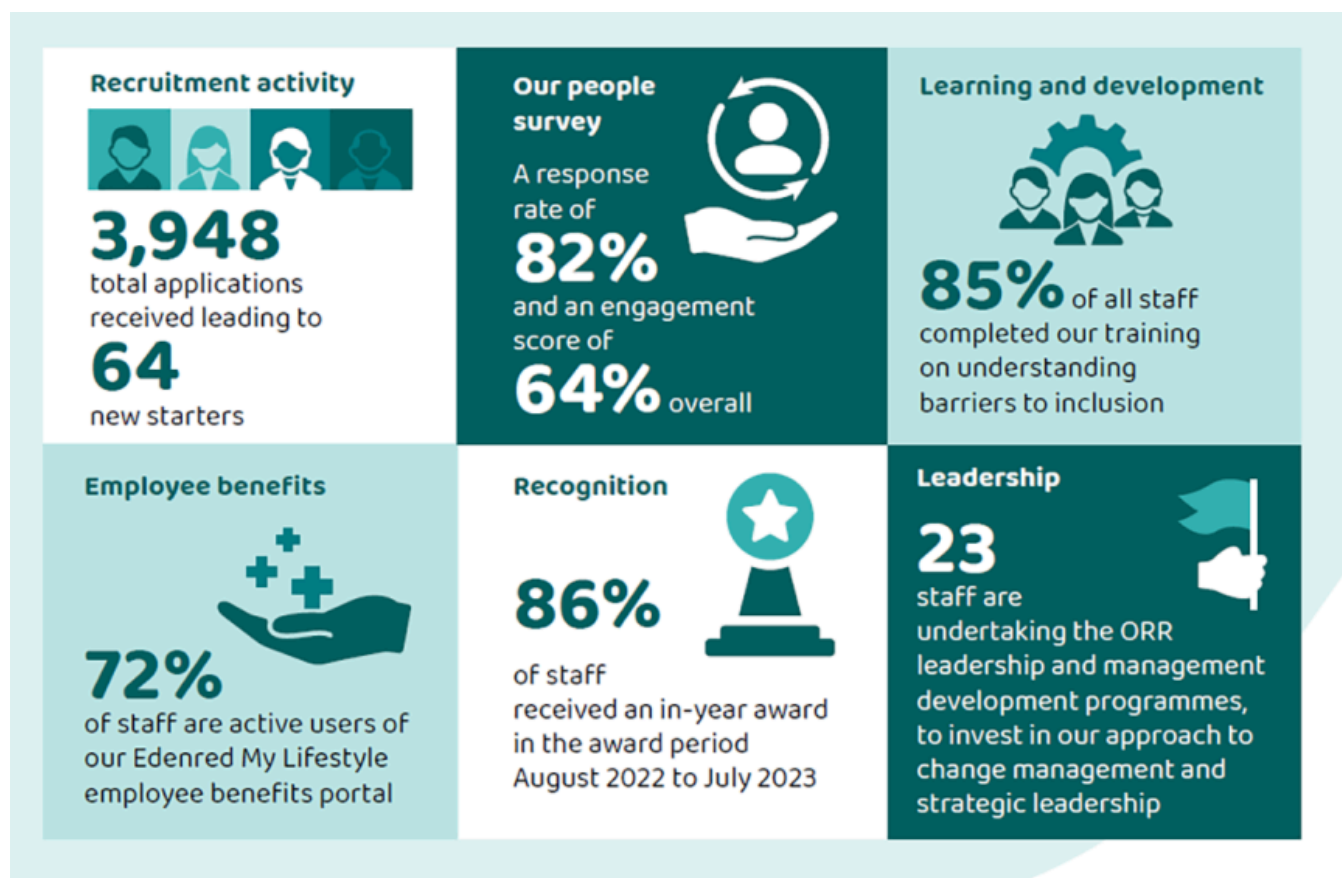 Recruitment activity
3,948
total applications
received leading to
64
new starters
Our people
survey
A response
rate of
82%
and an engagement
score of
64% overall
Learning and development
85% of all staff
completed our training
on understanding
barriers to inclusion
Employee benefits
72%
of staff are active users of
our Edenred My Lifestyle
employee benefits portal
Recognition
86%
of staff
received an in-year award
in the award period
August 2022 to July 2023
Leadership
23
staff are
undertaking the ORR
leadership and management
development programmes,
to invest in our approach to
change management and
strategic leadership